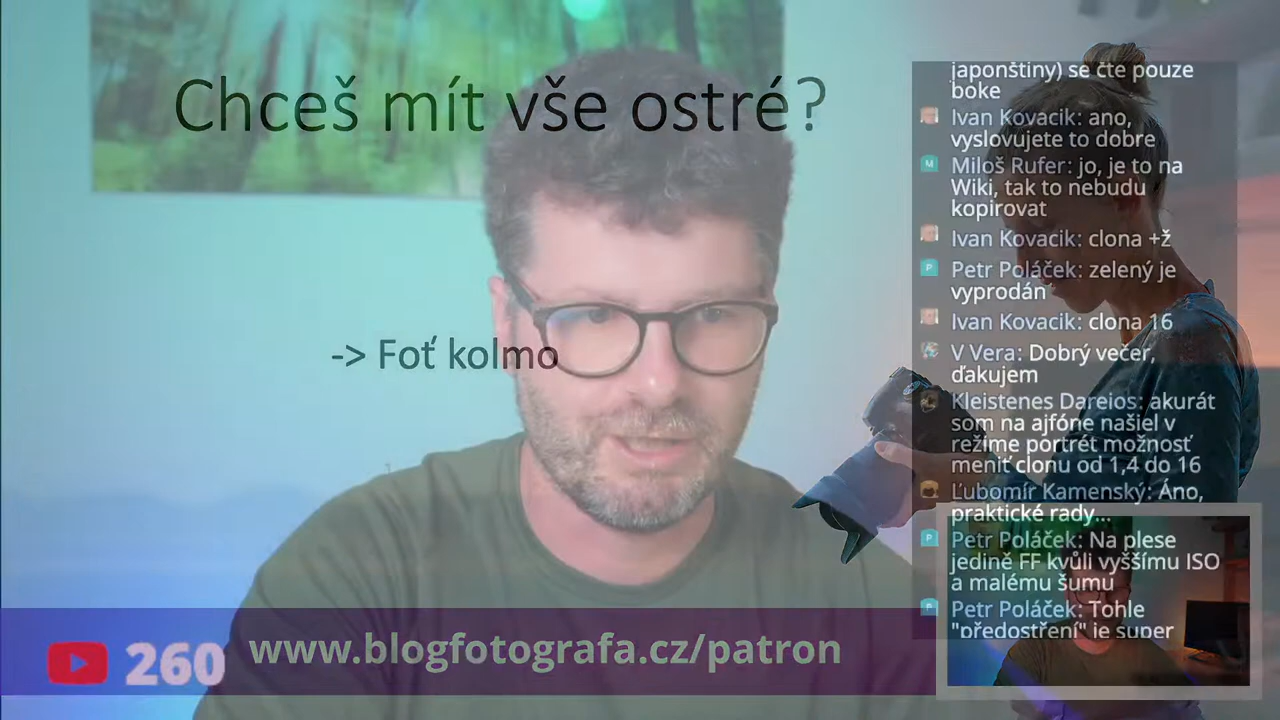 Chceš mít vše ostré?
-> Foť kolmo
japonštiny) se čte pouze
boke
Ivan Kovacik: ano,
vyslovujete to dobre
M
Miloš Rufer: jo, je to na
Wiki, tak to nebudu
kopirovat
Ivan Kovacik: clona +ž
P
Petr Poláček: zelený je
vyprodán
Ivan Kovacik: clona 16
V Vera: Dobrý večer,
ďakujem
Kleistenes Dareios: akurát
som na ajfóne našiel v
režime portrét možnosť
meniť clonu od 1,4 do 16
Ľubomír Kamenský: Áno,
praktické rady...
P
Petr Poláček: Na plese
jedině FF kvůli vyššímu ISO
a malému šumu
P
Petr Poláček: Tohle
"předostření" je super
260
www.blogfotografa.cz/patron